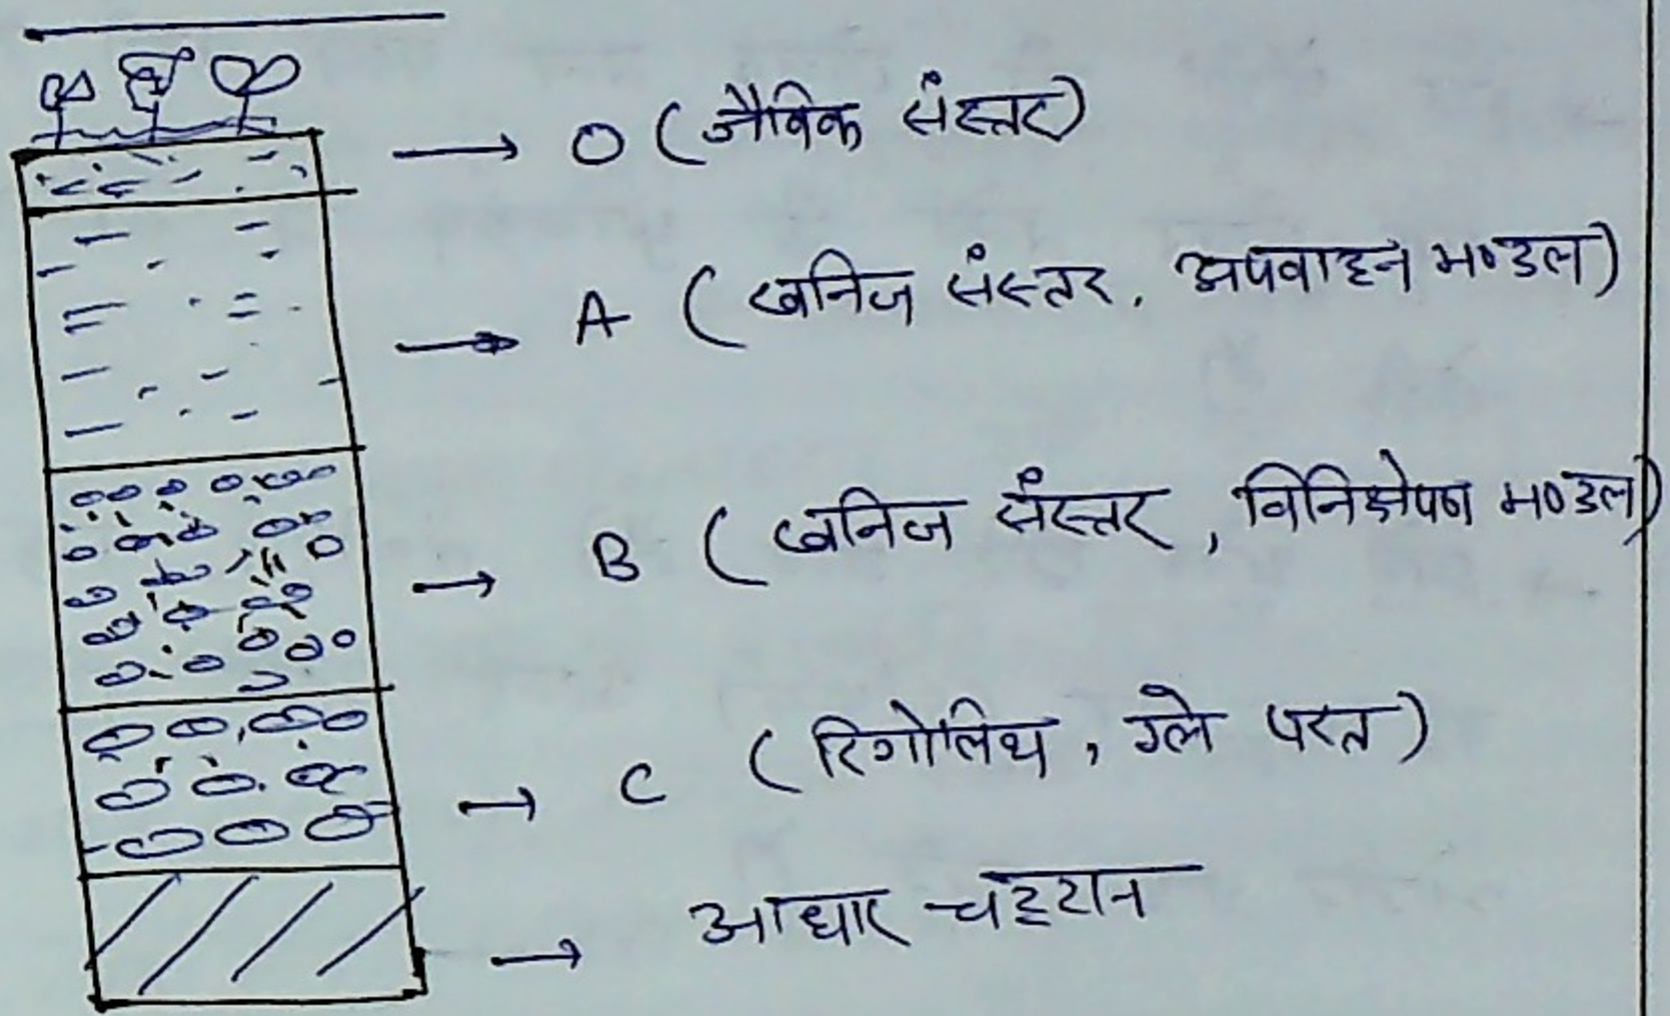 → O (जैविक संस्तर)
→ A (खनिज संस्तर, अपवाहन मण्डल)
→ B (खनिज संस्तर, विनिक्षेपण मण्डल)
→ C (रिगोलिथ, ग्ले परत)
→ आधार चट्टान